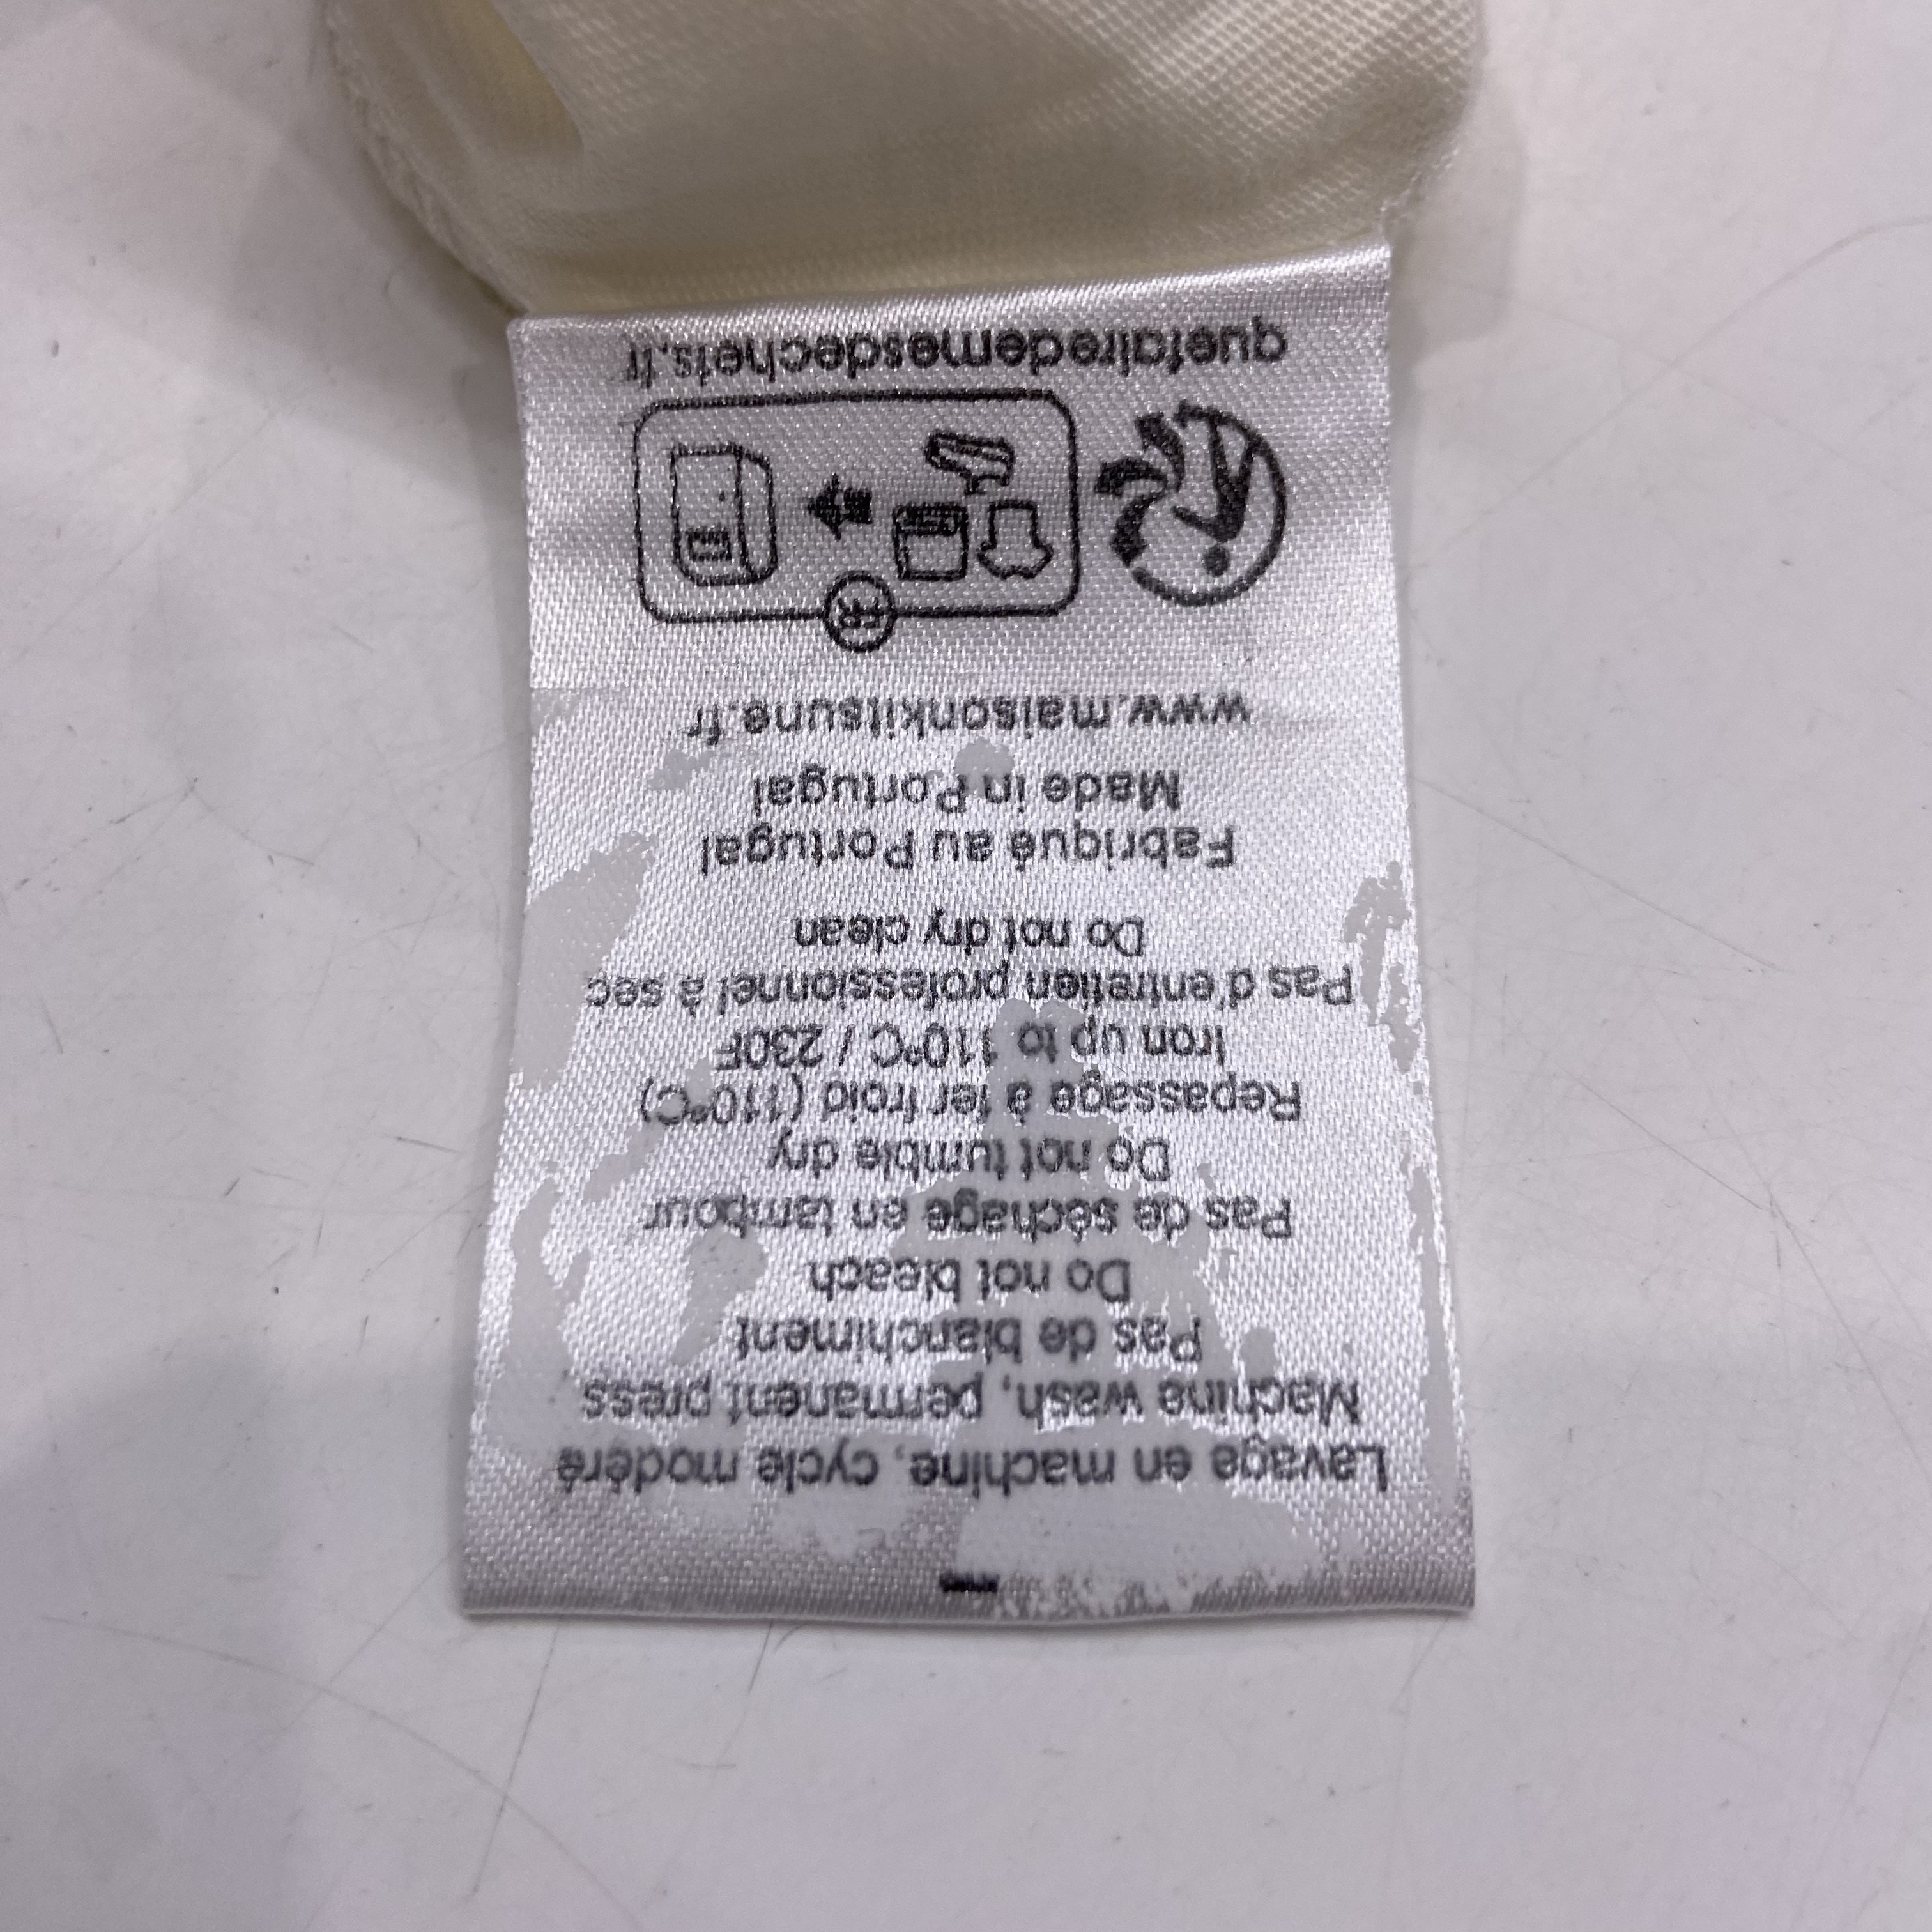 Lavage en machine, cycle modéré
Machine wash, permanent press
Pas de blanchiment
Do not bleach
Pas de séchage en tambour
Do not tumble dry
Repassage à fer froid (110°C)
Iron up to 110°C / 230F
Pas d'entretien professionnel à sec
Do not dry clean
Fabriqué au Portugal
Made in Portugal
www.maisonkitsune.fr
FR
quefairedemesdechets.fr